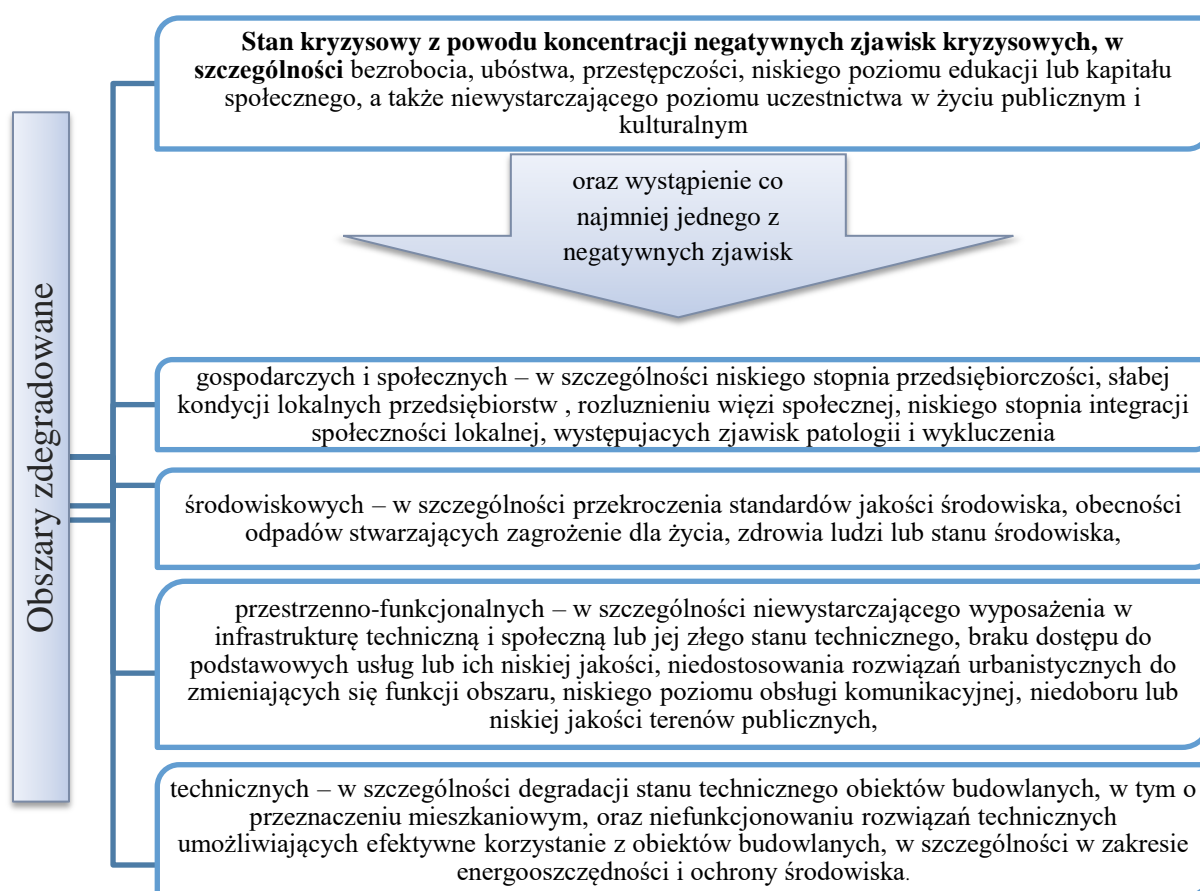 Stan kryzysowy z powodu koncentracji negatywnych zjawisk kryzysowych, w
szczególności bezrobocia, ubóstwa, przestępczości, niskiego poziomu edukacji lub kapitału
społecznego, a także niewystarczającego poziomu uczestnictwa w życiu publicznym i
kulturalnym
oraz wystąpienie co
najmniej jednego z
negatywnych zjawisk
Obszary zdegradowane
gospodarczych i społecznych – w szczególności niskiego stopnia przedsiębiorczości, słabej
kondycji lokalnych przedsiębiorstw , rozluznieniu więzi społecznej, niskiego stopnia integracji
społeczności lokalnej, występujacych zjawisk patologii i wykluczenia
środowiskowych – w szczególności przekroczenia standardów jakości środowiska, obecności
odpadów stwarzających zagrożenie dla życia, zdrowia ludzi lub stanu środowiska,
przestrzenno-funkcjonalnych – w szczególności niewystarczającego wyposażenia w
infrastrukturę techniczną i społeczną lub jej złego stanu technicznego, braku dostępu do
podstawowych usług lub ich niskiej jakości, niedostosowania rozwiązań urbanistycznych do
zmieniających się funkcji obszaru, niskiego poziomu obsługi komunikacyjnej, niedoboru lub
niskiej jakości terenów publicznych,
technicznych – w szczególności degradacji stanu technicznego obiektów budowlanych, w tym o
przeznaczeniu mieszkaniowym, oraz niefunkcjonowaniu rozwiązań technicznych
umożliwiających efektywne korzystanie z obiektów budowlanych, w szczególności w zakresie
energooszczędności i ochrony środowiska.